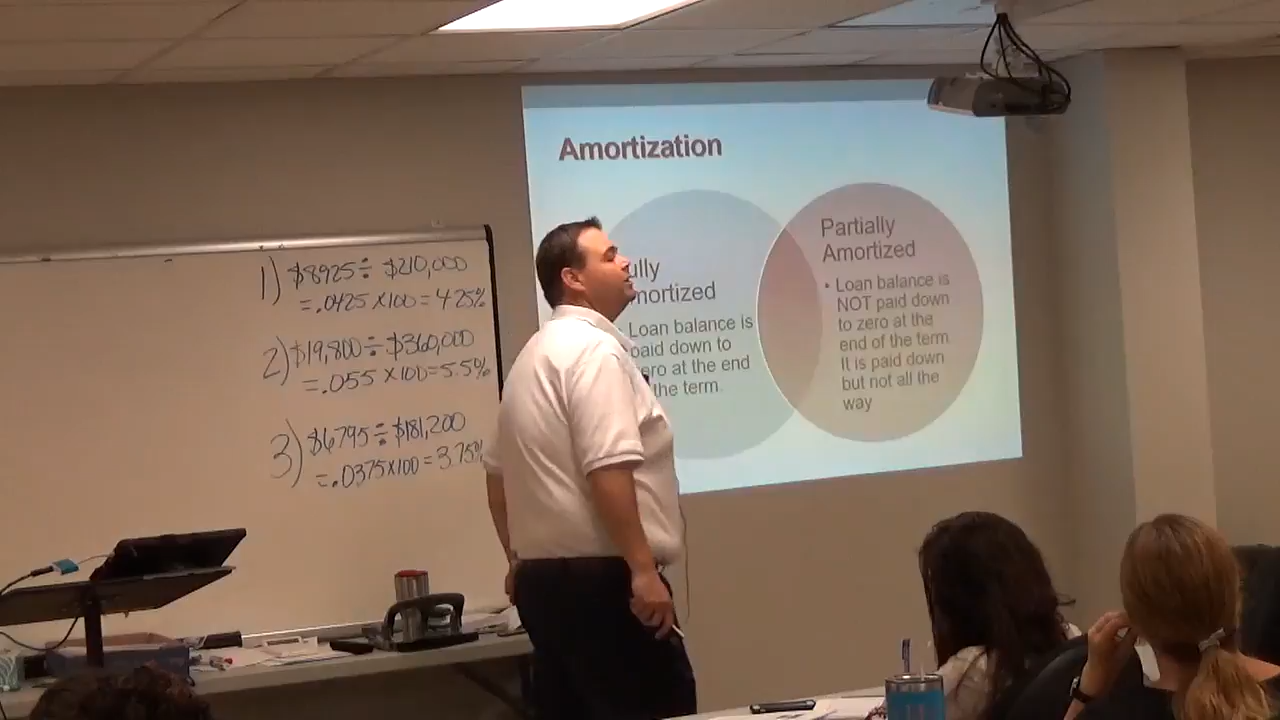 1) $8925 ÷ $210,000
= .0425 X100 = 4.25%
2) $19,800 ÷ $360,000
= .055 X100 = 5.5%
3) $6795 ÷ $181,200
= .0375 X100 = 3.75%
Amortization
ully
mortized
Loan balance is
paid down to
ero at the end
the term.
Partially
Amortized
• Loan balance is
NOT paid down
to zero at the
end of the term.
It is paid down
but not all the
way